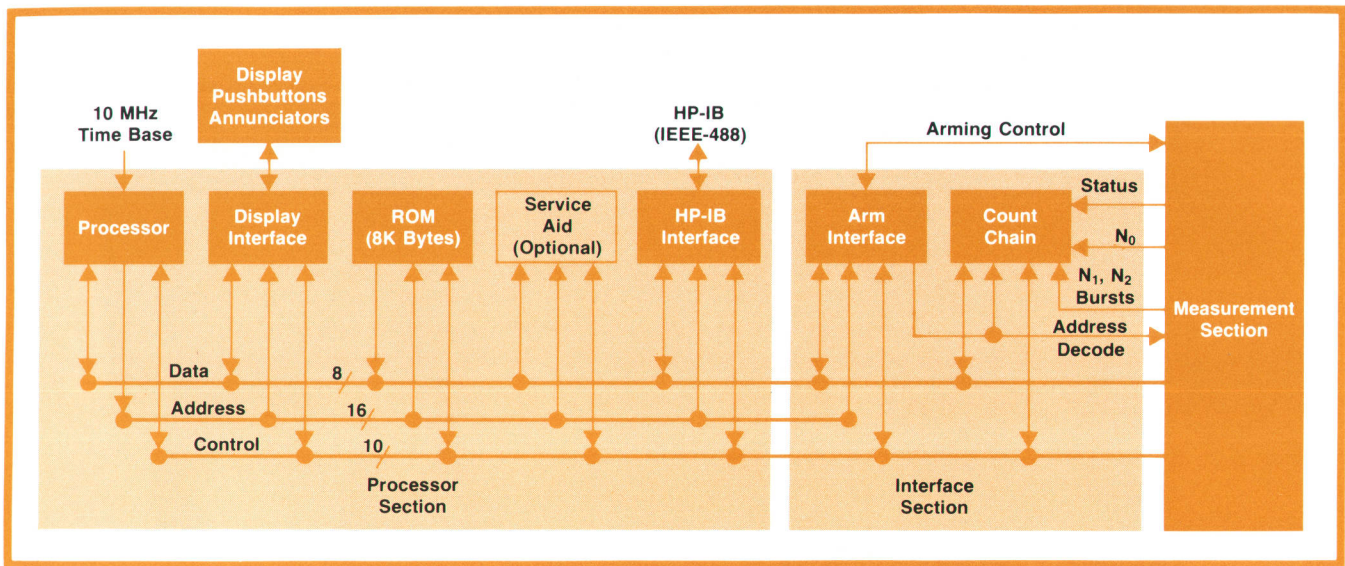 Display
Pushbuttons
Annunciators
10 MHz
Time Base
HP-IB
(IEEE-488)
Arming Control
Processor
Display
Interface
ROM
(8K Bytes)
Service
Aid
(Optional)
HP-IB
Interface
Arm
Interface
Count
Chain
Status
N₀
N₁, N₂
Bursts
Address
Decode
Measurement
Section
Data
8
Address
16
Control
10
Processor
Section
Interface
Section